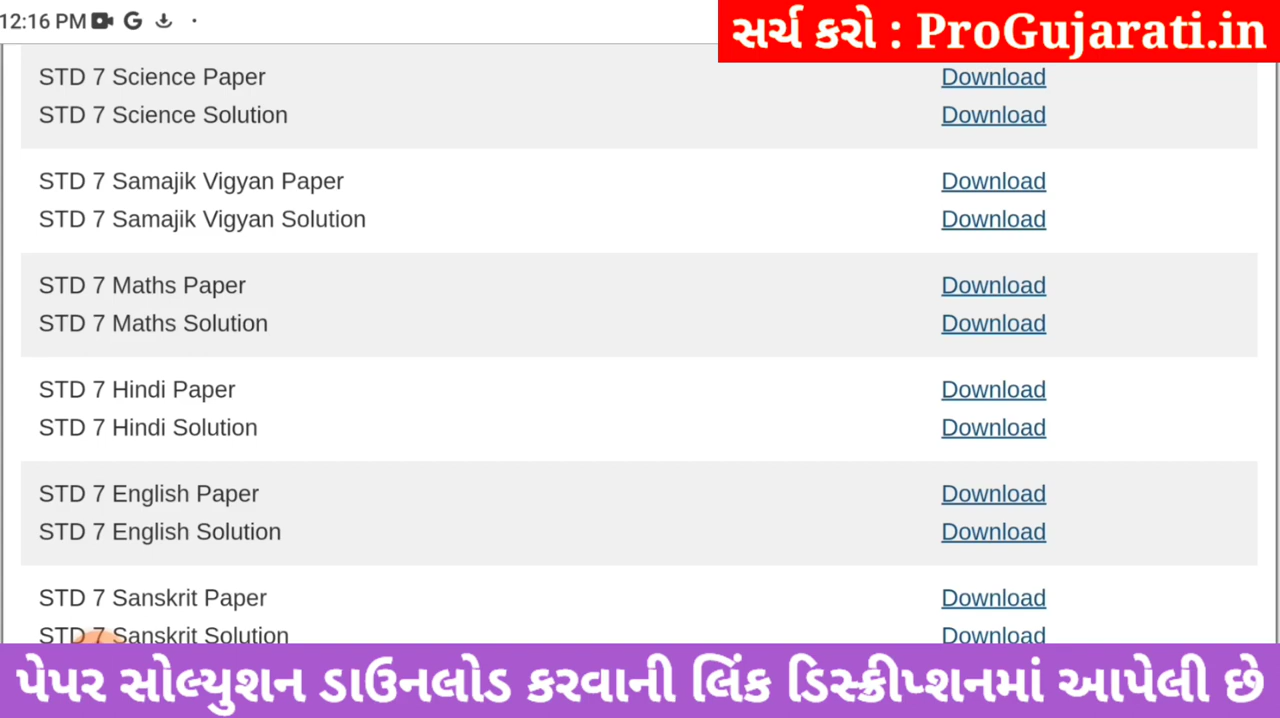 12:16 PM
સર્ચ કરો : ProGujarati.in
STD 7 Science Paper Download
STD 7 Science Solution Download
STD 7 Samajik Vigyan Paper Download
STD 7 Samajik Vigyan Solution Download
STD 7 Maths Paper Download
STD 7 Maths Solution Download
STD 7 Hindi Paper Download
STD 7 Hindi Solution Download
STD 7 English Paper Download
STD 7 English Solution Download
STD 7 Sanskrit Paper Download
STD 7 Sanskrit Solution Download
પેપર સોલ્યુશન ડાઉનલોડ કરવાની લિંક ડિસ્ક્રીપ્શનમાં આપેલી છે